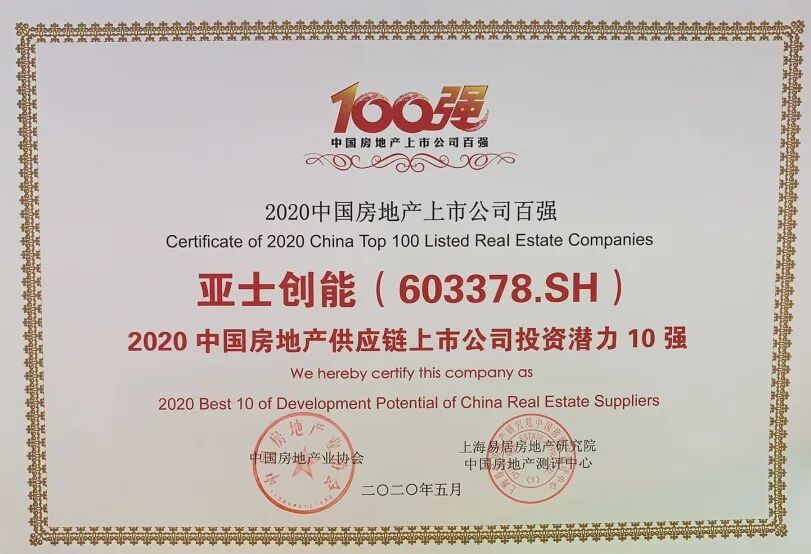 100强
中国房地产上市公司百强
2020中国房地产上市公司百强
Certificate of 2020 China Top 100 Listed Real Estate Companies
亚士创能（603378.SH）
2020 中国房地产供应链上市公司投资潜力 10 强
We hereby certify this company as
2020 Best 10 of Development Potential of China Real Estate Suppliers
中国房地产业协会
上海易居房地产研究院
中国房地产测评中心
二〇二〇年五月